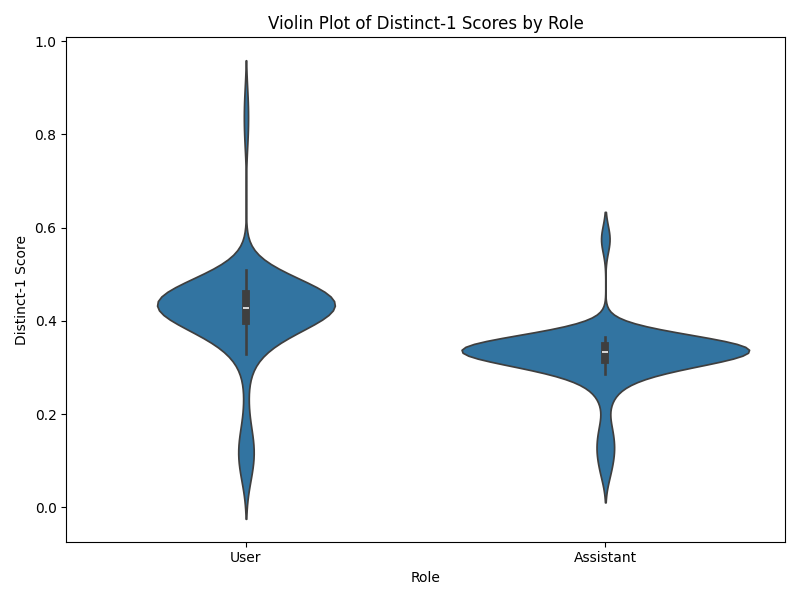 Violin Plot of Distinct-1 Scores by Role
1.0
0.8
0.6
0.4
0.2
0.0
Distinct-1 Score
User
Assistant
Role